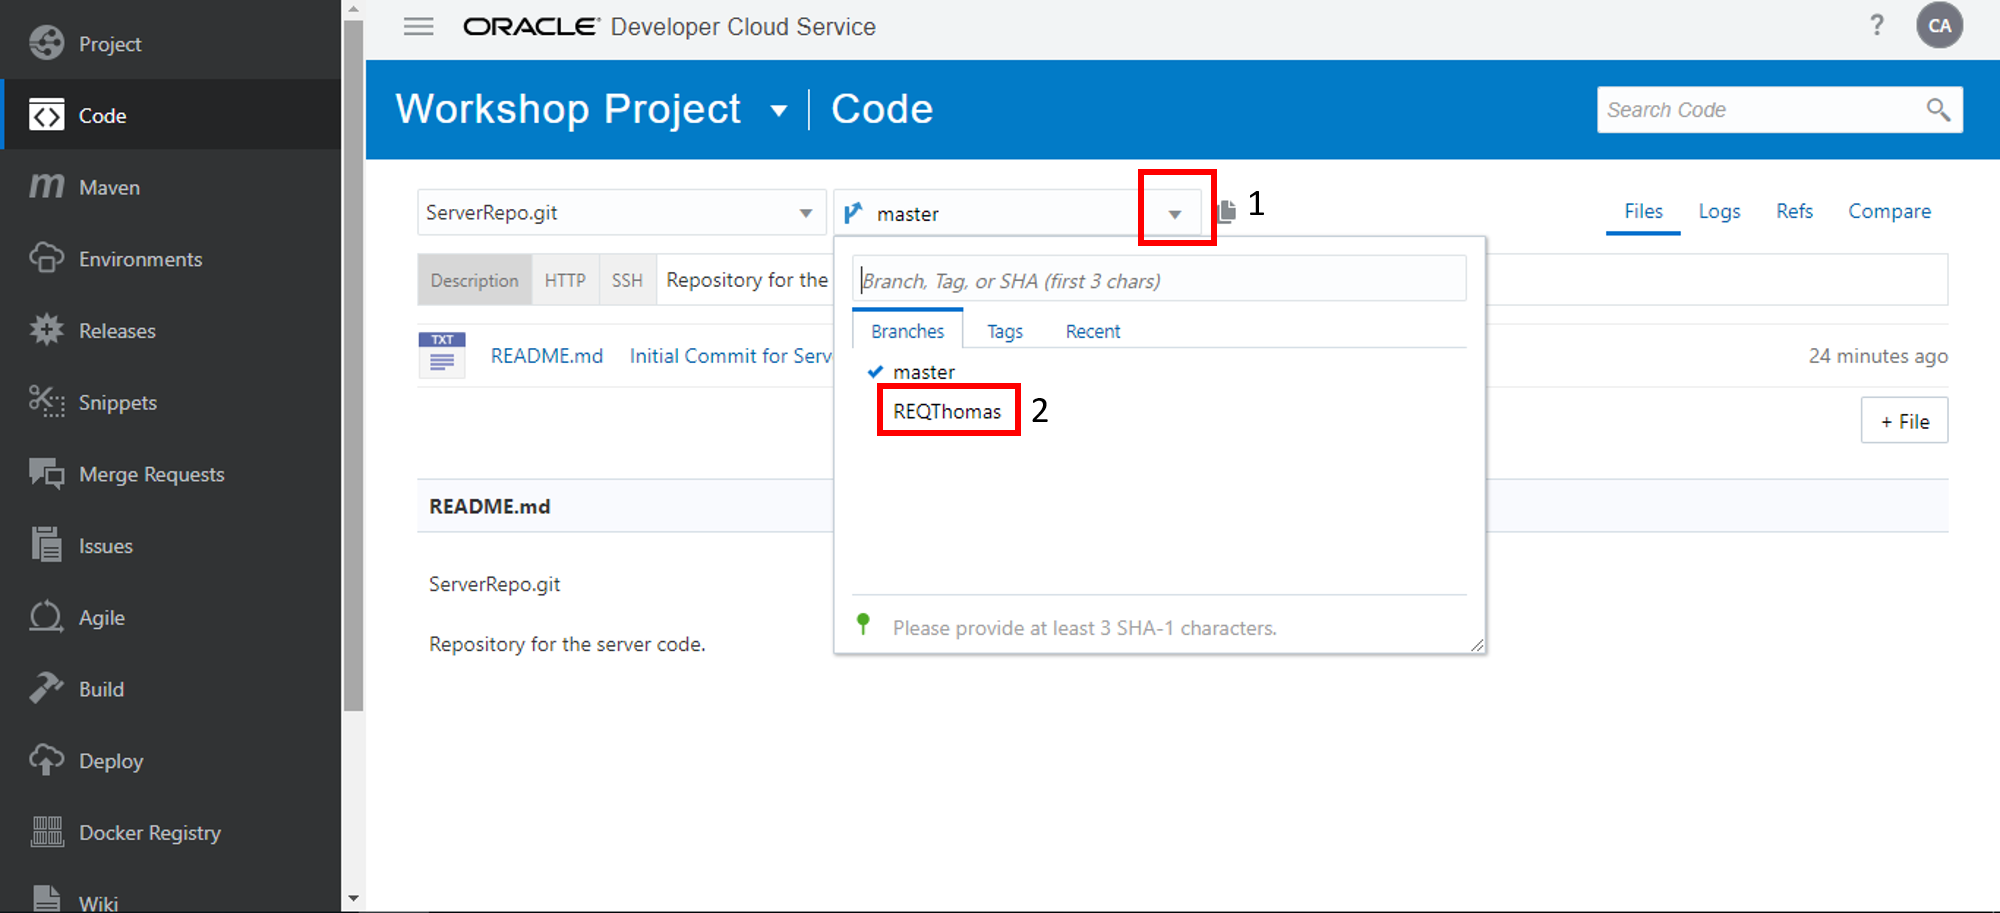 Project
Code
Maven
Environments
Releases
Snippets
Merge Requests
Issues
Agile
Build
Deploy
Docker Registry
Wiki
ORACLE® Developer Cloud Service
? CA
Workshop Project Code
Search Code
ServerRepo.git
master
1
Files Logs Refs Compare
Description HTTP SSH Repository for the
Branch, Tag, or SHA (first 3 chars)
Branches Tags Recent
TXT
README.md Initial Commit for Serv
24 minutes ago
master
REQThomas 2
+ File
README.md
ServerRepo.git
Please provide at least 3 SHA-1 characters.
Repository for the server code.